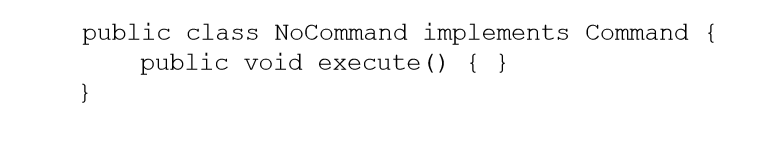 public class NoCommand implements Command {
    public void execute() { }
}